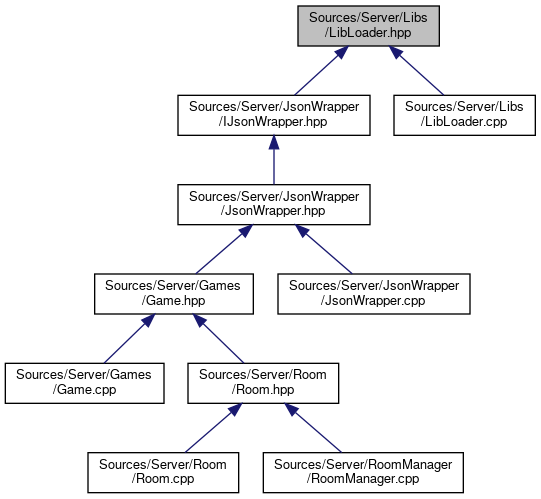 Sources/Server/Libs
/LibLoader.hpp
Sources/Server/JsonWrapper
/IJsonWrapper.hpp
Sources/Server/Libs
/LibLoader.cpp
Sources/Server/JsonWrapper
/JsonWrapper.hpp
Sources/Server/Games
/Game.hpp
Sources/Server/JsonWrapper
/JsonWrapper.cpp
Sources/Server/Games
/Game.cpp
Sources/Server/Room
/Room.hpp
Sources/Server/Room
/Room.cpp
Sources/Server/RoomManager
/RoomManager.cpp